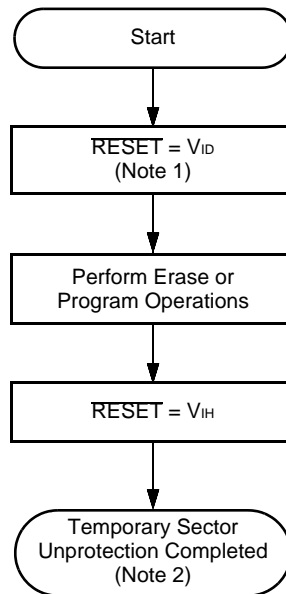 Start
RESET = VID
(Note 1)
Perform Erase or
Program Operations
RESET = VIH
Temporary Sector
Unprotection Completed
(Note 2)